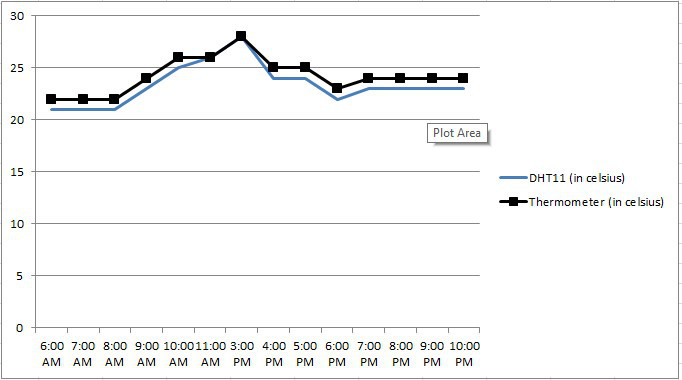 30
25
20
15
10
5
0
6:00 7:00 8:00 9:00 10:00 11:00 3:00 4:00 5:00 6:00 7:00 8:00 9:00 10:00
AM AM AM AM AM AM PM PM PM PM PM PM PM PM
Plot Area
DHT11 (in celsius)
Thermometer (in celsius)